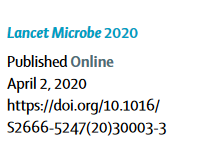 Lancet Microbe 2020
Published Online
April 2, 2020
https://doi.org/10.1016/
S2666-5247(20)30003-3